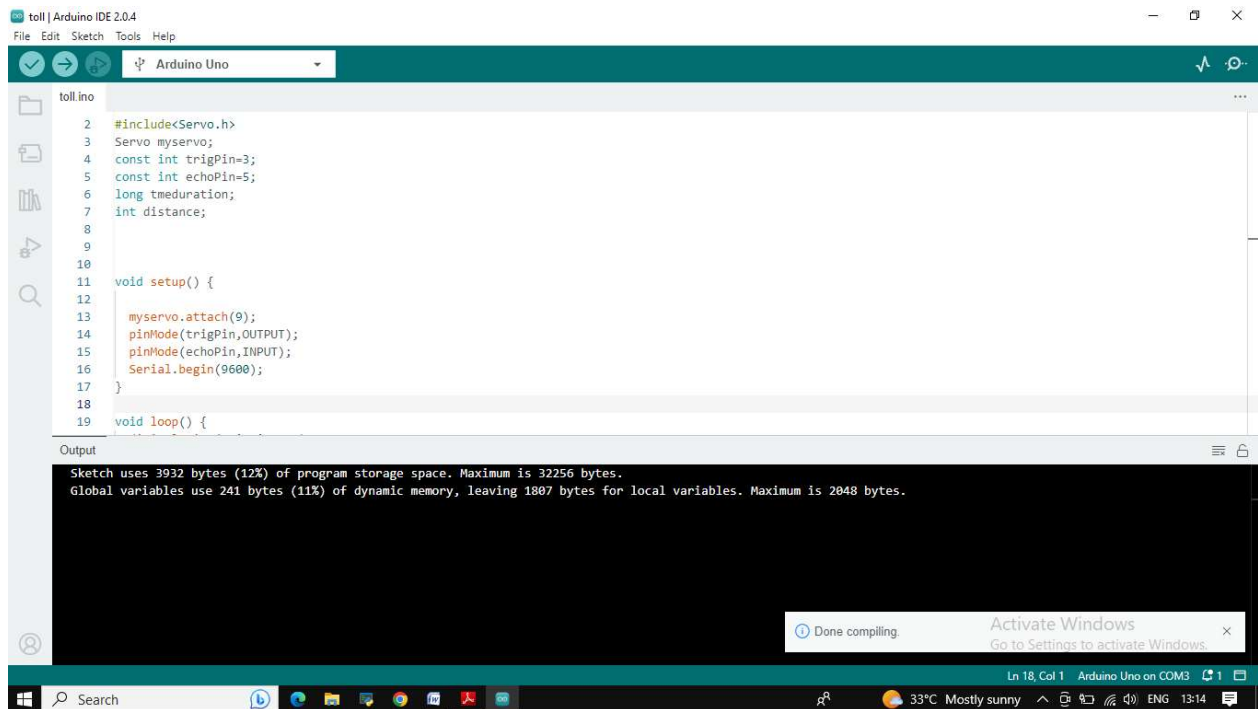 toll | Arduino IDE 2.0.4
File Edit Sketch Tools Help
Arduino Uno
toll.ino
2 #include<Servo.h>
3 Servo myservo;
4 const int trigPin=3;
5 const int echoPin=5;
6 long tmeduration;
7 int distance;
8
9
10
11 void setup() {
12
13 myservo.attach(9);
14 pinMode(trigPin,OUTPUT);
15 pinMode(echoPin,INPUT);
16 Serial.begin(9600);
17 }
18
19 void loop() {
Output
Sketch uses 3932 bytes (12%) of program storage space. Maximum is 32256 bytes.
Global variables use 241 bytes (11%) of dynamic memory, leaving 1807 bytes for local variables. Maximum is 2048 bytes.
Done compiling.
Activate Windows
Go to Settings to activate Windows.
Ln 18, Col 1 Arduino Uno on COM3 1
Search 33°C Mostly sunny ENG 13:14